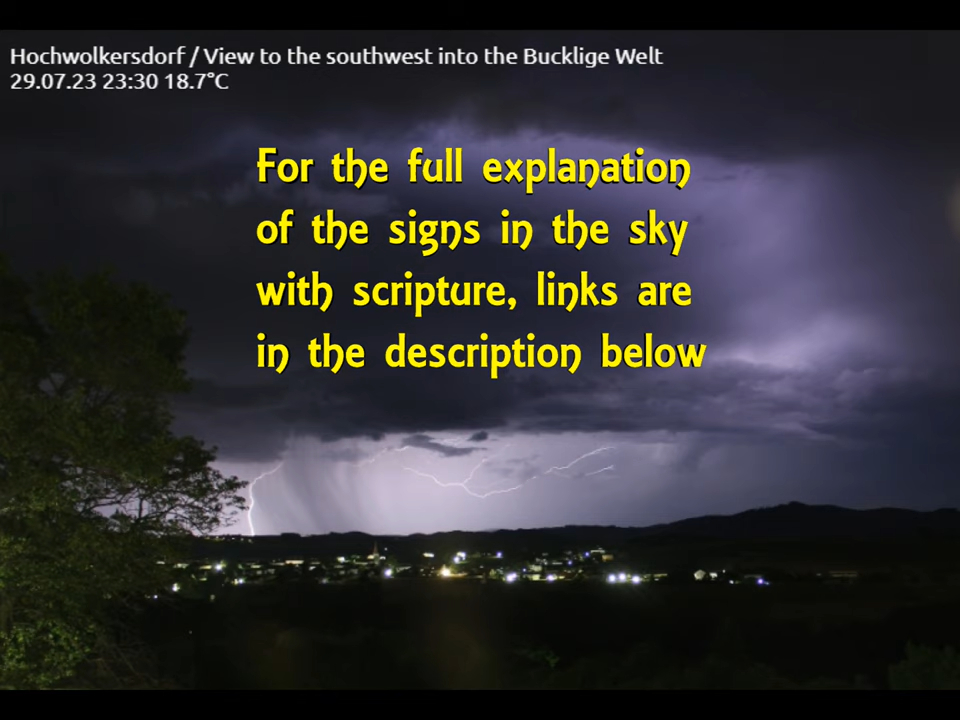 Hochwolkersdorf / View to the southwest into the Bucklige Welt
29.07.23 23:30 18.7°C
For the full explanation
of the signs in the sky
with scripture, links are
in the description below